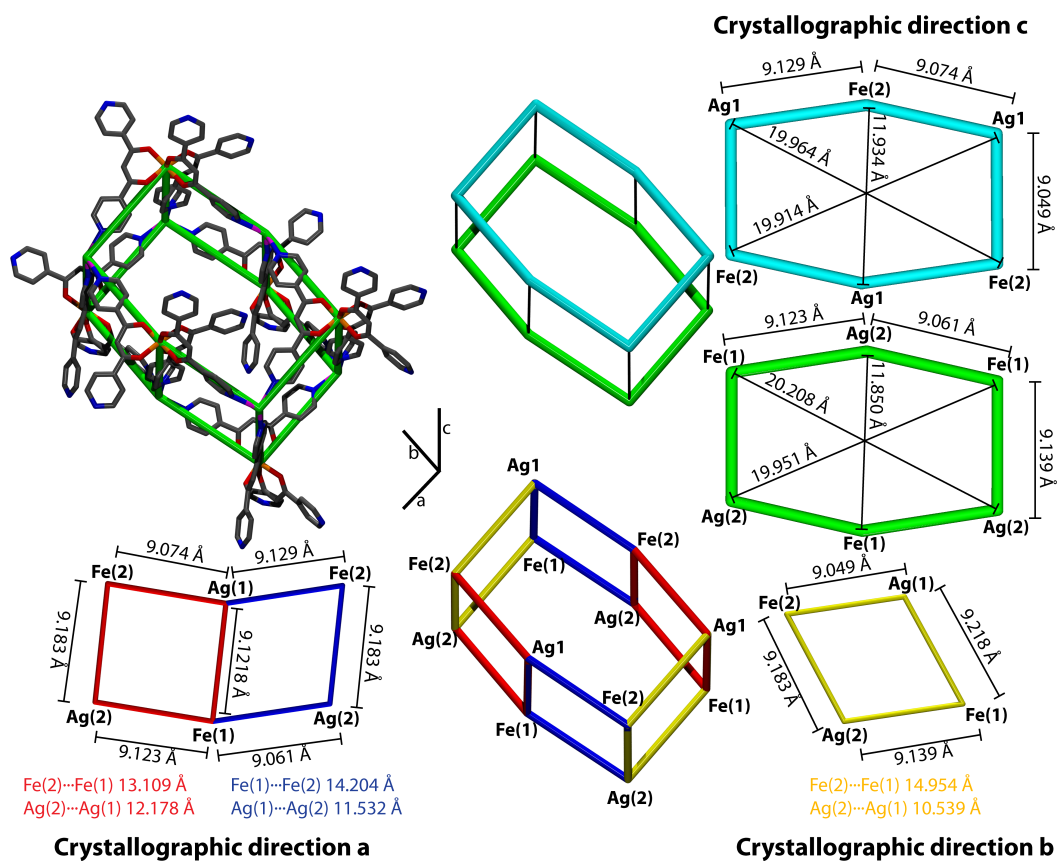 Crystallographic direction c
9.129 Å
9.074 Å
Fe(2)
Ag1
Ag1
19.964 Å
11.934 Å
9.049 Å
19.914 Å
Fe(2)
Fe(2)
Ag1
9.123 Å
9.061 Å
Ag(2)
Fe(1)
Fe(1)
20.208 Å
11.850 Å
9.139 Å
19.951 Å
Ag(2)
Ag(2)
Fe(1)
c
b
a
Ag1
Fe(2)
Fe(1)
Fe(2)
Ag(2)
Ag(2)
Ag1
Ag1
Fe(2)
Fe(1)
Fe(1)
Ag(2)
9.074 Å
9.129 Å
Fe(2)
Ag(1)
Fe(2)
9.183 Å
9.1218 Å
9.183 Å
Ag(2)
Fe(1)
Ag(2)
9.123 Å
9.061 Å
Fe(2)···Fe(1) 13.109 Å
Ag(2)···Ag(1) 12.178 Å
Fe(1)···Fe(2) 14.204 Å
Ag(1)···Ag(2) 11.532 Å
Crystallographic direction a
9.049 Å
Ag(1)
Fe(2)
9.218 Å
9.183 Å
Fe(1)
Ag(2)
9.139 Å
Fe(2)···Fe(1) 14.954 Å
Ag(2)···Ag(1) 10.539 Å
Crystallographic direction b